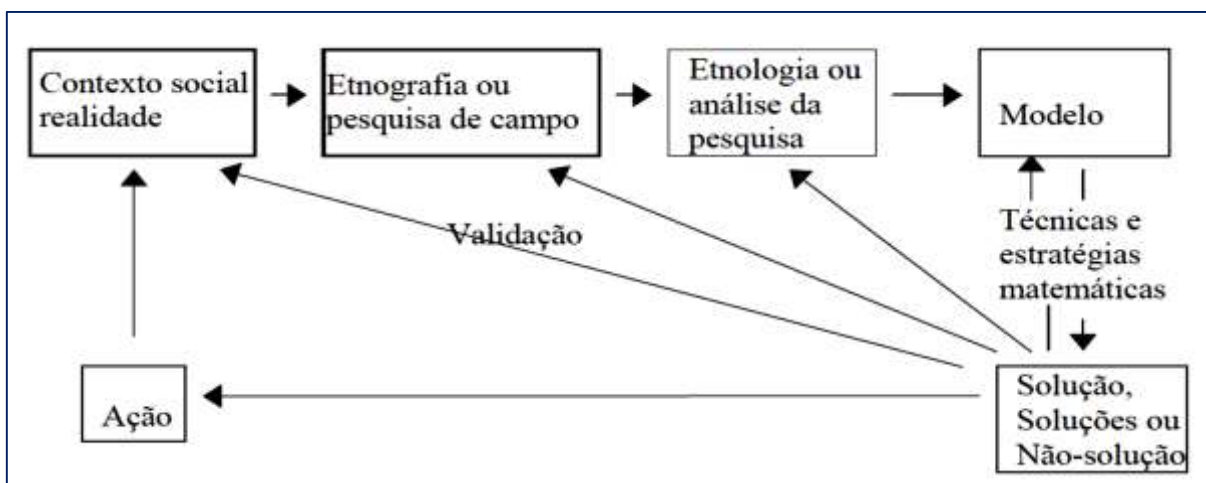 Contexto social
realidade
Etnografia ou
pesquisa de campo
Etnologia ou
análise da
pesquisa
Modelo
Validação
Técnicas e
estratégias
matemáticas
Ação
Solução,
Soluções ou
Não-solução